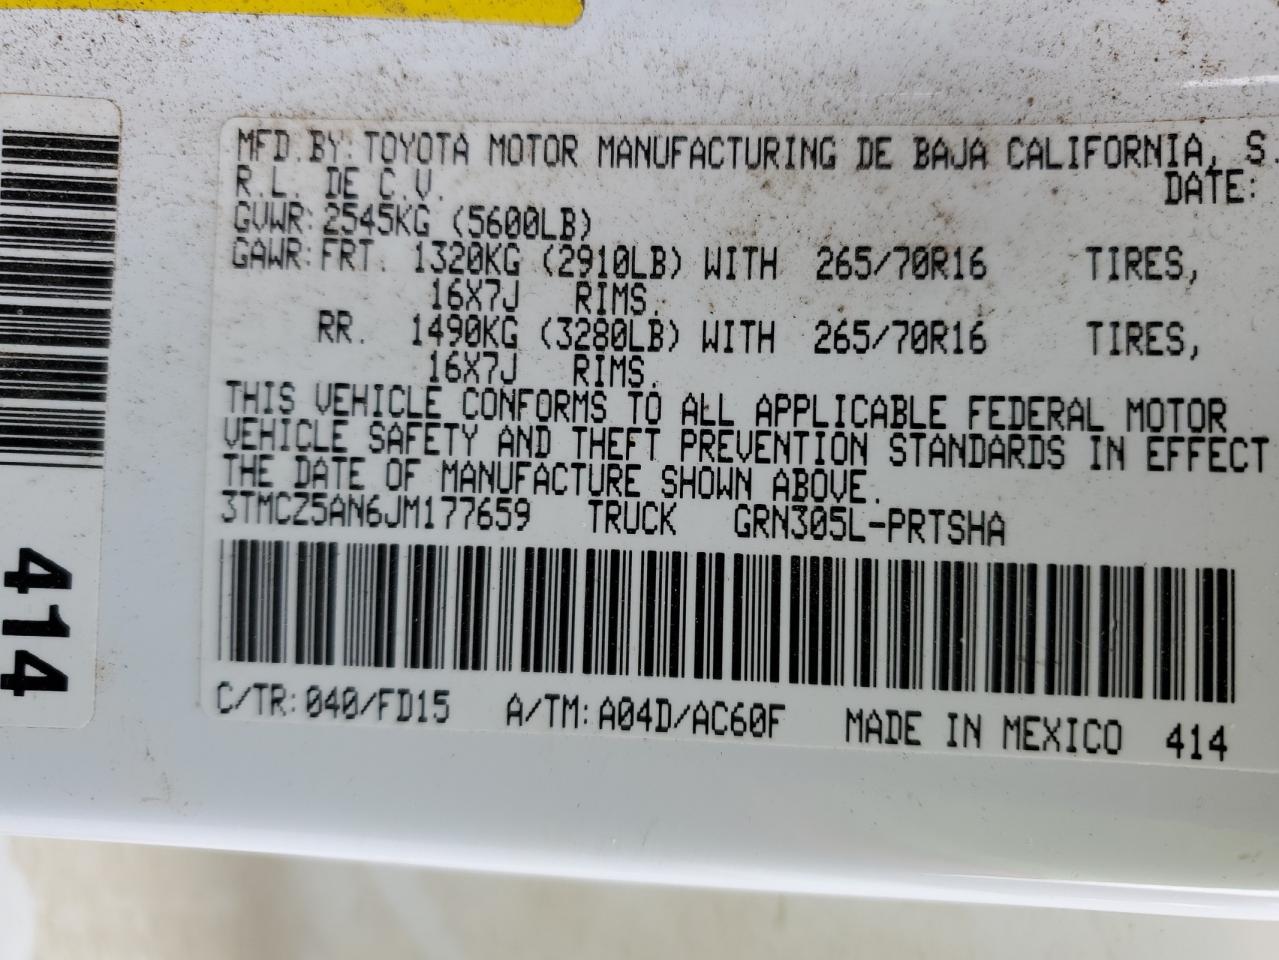 MFD.BY:TOYOTA MOTOR MANUFACTURING DE BAJA CALIFORNIA, S.
R.L. DE C.V. DATE:
GVWR:2545KG (5600LB)
GAWR:FRT. 1320KG (2910LB) WITH 265/70R16 TIRES,
16X7J RIMS.
RR. 1490KG (3280LB) WITH 265/70R16 TIRES,
16X7J RIMS.
THIS VEHICLE CONFORMS TO ALL APPLICABLE FEDERAL MOTOR
VEHICLE SAFETY AND THEFT PREVENTION STANDARDS IN EFFECT
THE DATE OF MANUFACTURE SHOWN ABOVE.
3TMCZ5AN6JM177659 TRUCK GRN305L-PRTSHA
C/TR:040/FD15 A/TM:A04D/AC60F MADE IN MEXICO 414
414